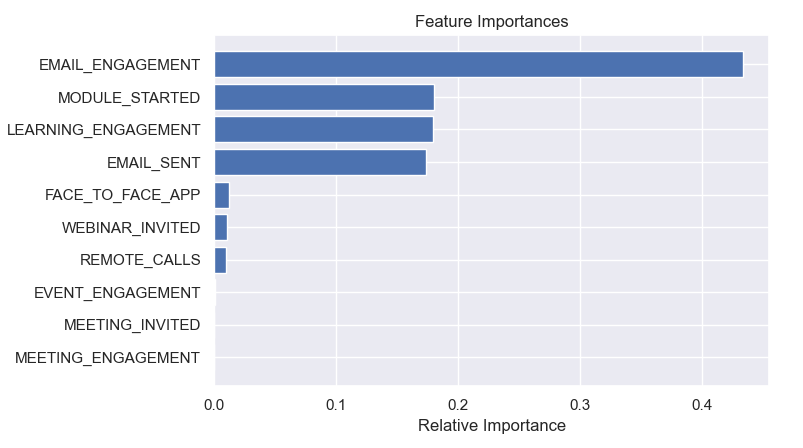 Feature Importances
EMAIL_ENGAGEMENT
MODULE_STARTED
LEARNING_ENGAGEMENT
EMAIL_SENT
FACE_TO_FACE_APP
WEBINAR_INVITED
REMOTE_CALLS
EVENT_ENGAGEMENT
MEETING_INVITED
MEETING_ENGAGEMENT
0.0 0.1 0.2 0.3 0.4
Relative Importance